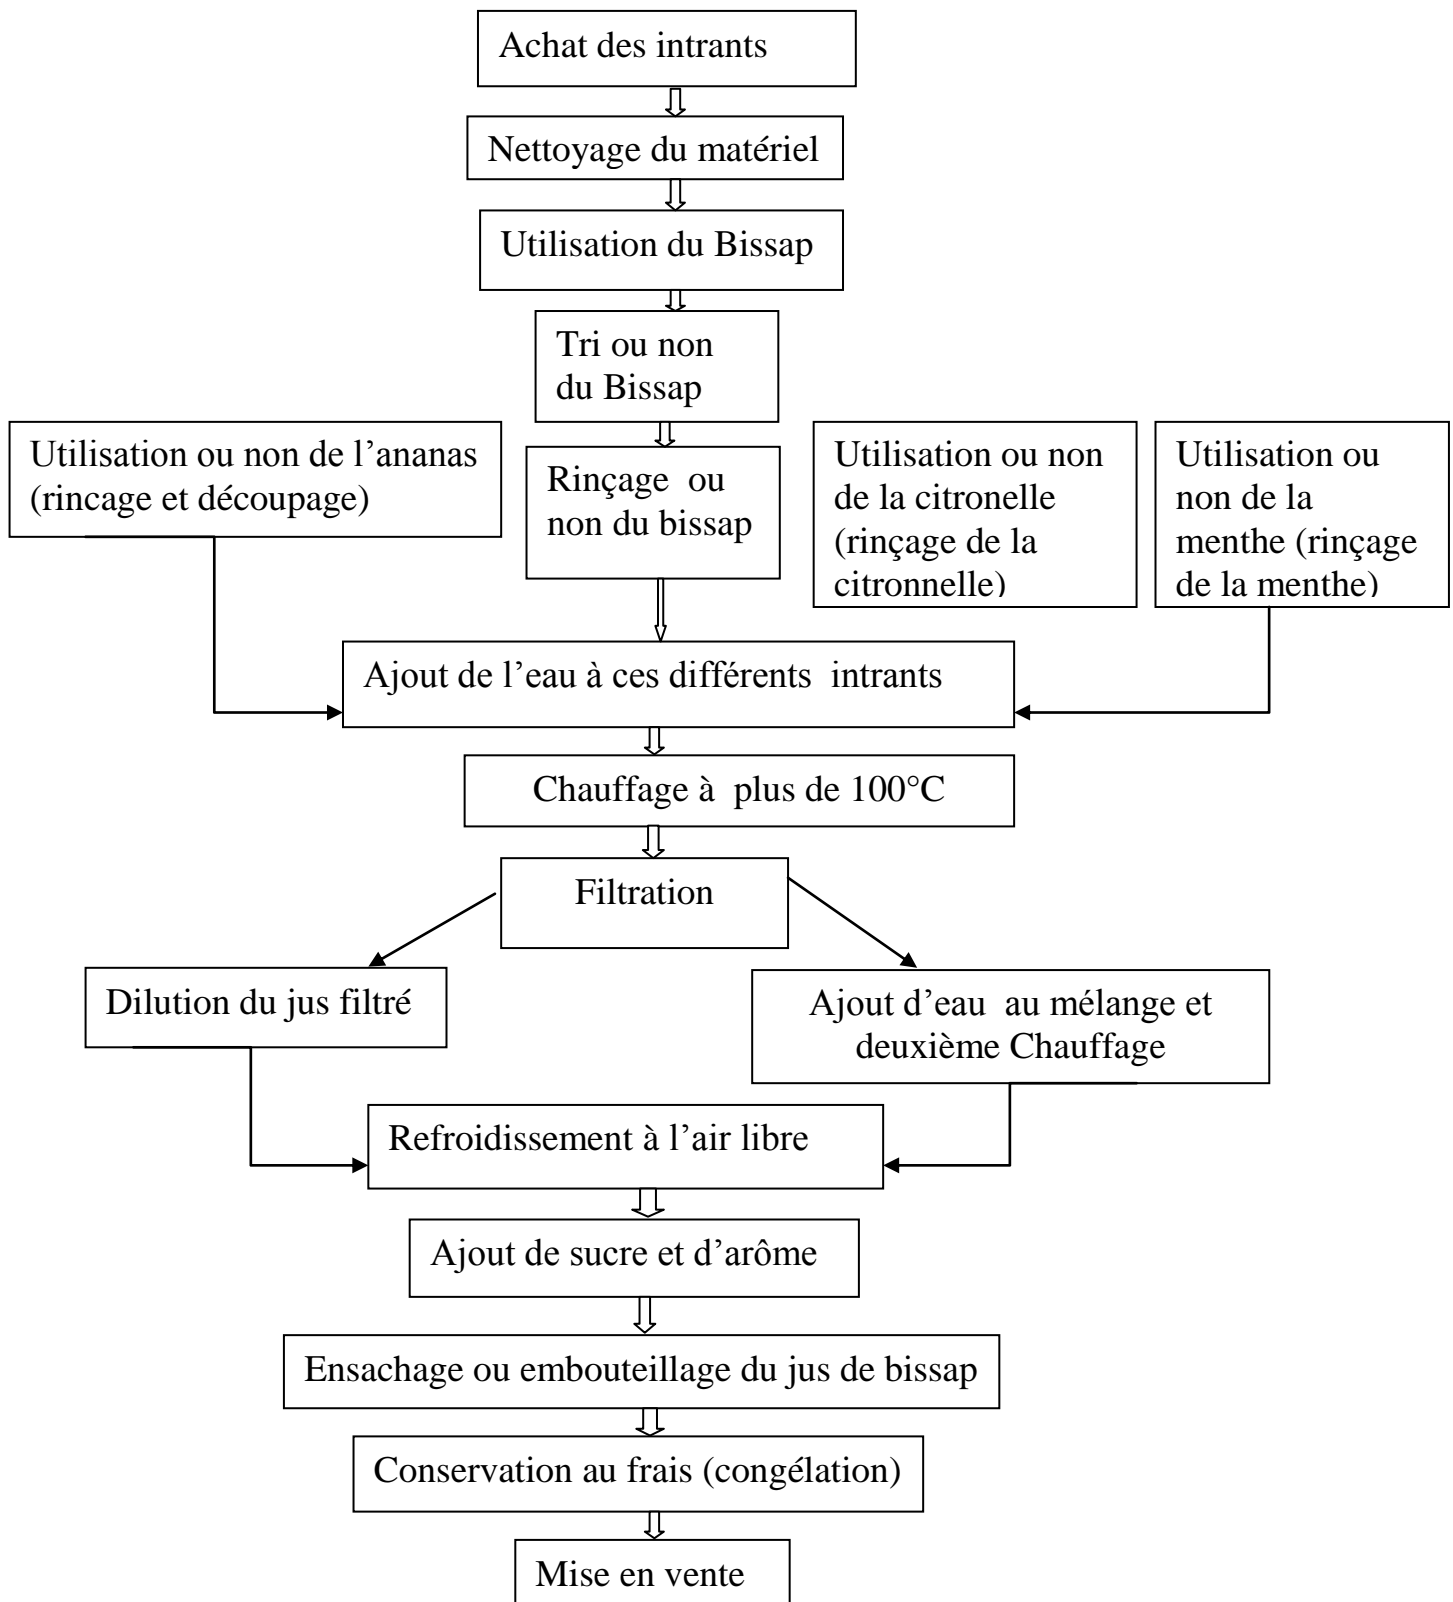 Achat des intrants
Nettoyage du matériel
Utilisation du Bissap
Tri ou non
du Bissap
Utilisation ou non de l’ananas
(rincage et découpage)
Rinçage ou
non du bissap
Utilisation ou non
de la citronelle
(rinçage de la
citronnelle)
Utilisation ou
non de la
menthe (rinçage
de la menthe)
Ajout de l’eau à ces différents intrants
Chauffage à plus de 100°C
Filtration
Dilution du jus filtré
Ajout d’eau au mélange et
deuxième Chauffage
Refroidissement à l’air libre
Ajout de sucre et d’arôme
Ensachage ou embouteillage du jus de bissap
Conservation au frais (congélation)
Mise en vente